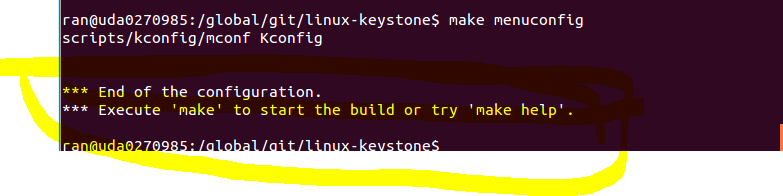 ran@uda0270985:/global/git/linux-keystone$ make menuconfig
scripts/kconfig/mconf Kconfig
*** End of the configuration.
*** Execute 'make' to start the build or try 'make help'.
ran@uda0270985:/global/git/linux-keystone$